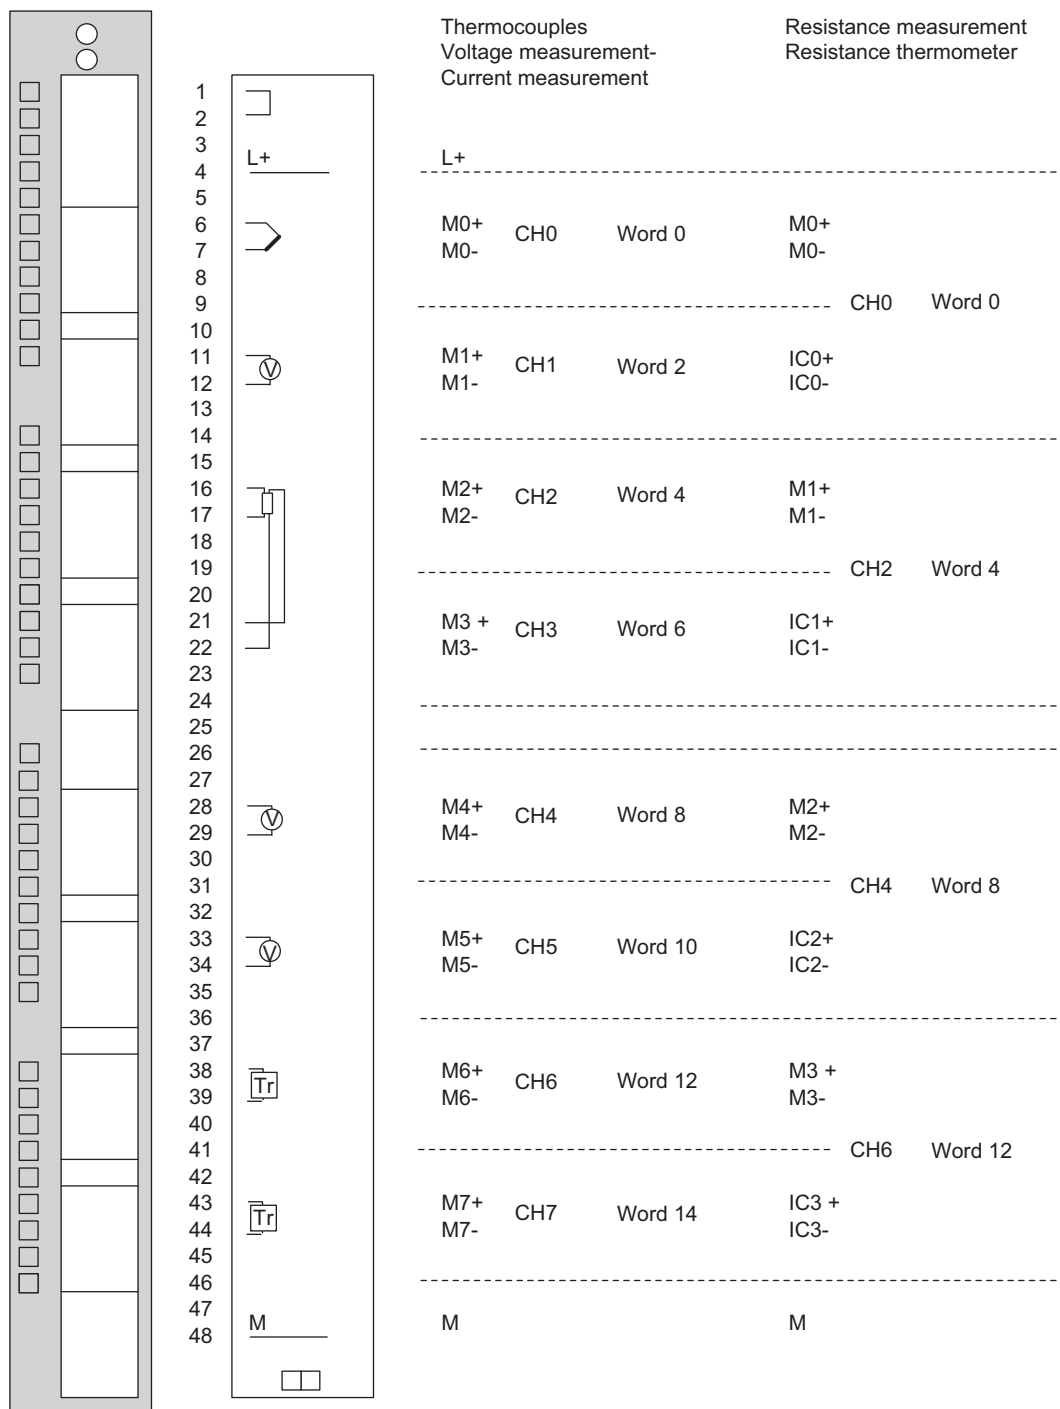 Thermocouples Resistance measurement
Voltage measurement- Resistance thermometer
Current measurement
1
2
3
L+ L+
4
5
6 M0+ M0+
CH0 Word 0
7 M0- M0-
8
9 CH0 Word 0
10
11 M1+ IC0+
V CH1 Word 2
12 M1- IC0-
13
14
15
16 M2+ M1+
CH2 Word 4
17 M2- M1-
18
19 CH2 Word 4
20
21 M3 + IC1+
CH3 Word 6
22 M3- IC1-
23
24
25
26
27
28 M4+ M2+
V CH4 Word 8
29 M4- M2-
30
31 CH4 Word 8
32
33 M5+ IC2+
V CH5 Word 10
34 M5- IC2-
35
36
37
38 M6+ M3 +
Tr CH6 Word 12
39 M6- M3-
40
41 CH6 Word 12
42
43 M7+ IC3 +
Tr CH7 Word 14
44 M7- IC3-
45
46
47
M M M
48